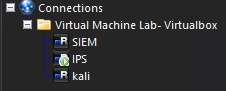 Connections
Virtual Machine Lab- Virtualbox
SIEM
IPS
kali